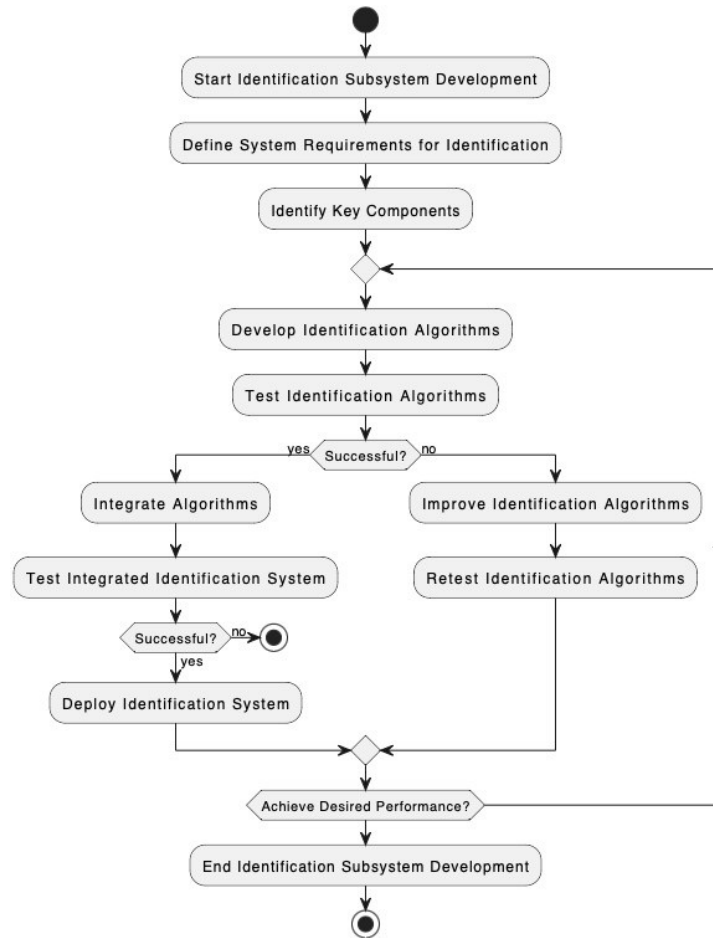 Start Identification Subsystem Development
Define System Requirements for Identification
Identify Key Components
Develop Identification Algorithms
Test Identification Algorithms
yes
Successful?
no
Integrate Algorithms
Improve Identification Algorithms
Test Integrated Identification System
Retest Identification Algorithms
Successful?
no
yes
Deploy Identification System
Achieve Desired Performance?
End Identification Subsystem Development